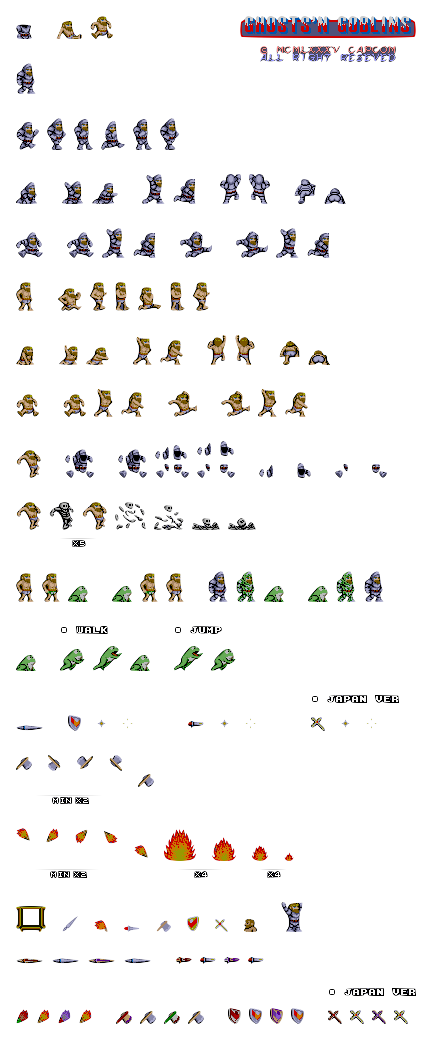 GHOSTS'N GOBLINS
© MCMLXXXV CAPCOM
ALL RIGHT RESEVED
X5
WALK
JUMP
JAPAN VER
MIN X2
MIN X2
X4
X4
JAPAN VER